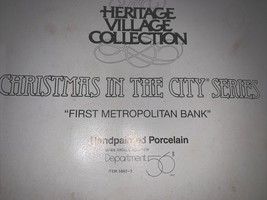 HERITAGE
VILLAGE
COLLECTION
CHRISTMAS IN THE CITY SERIES
"FIRST METROPOLITAN BANK"
Handpainted Porcelain
Department 56